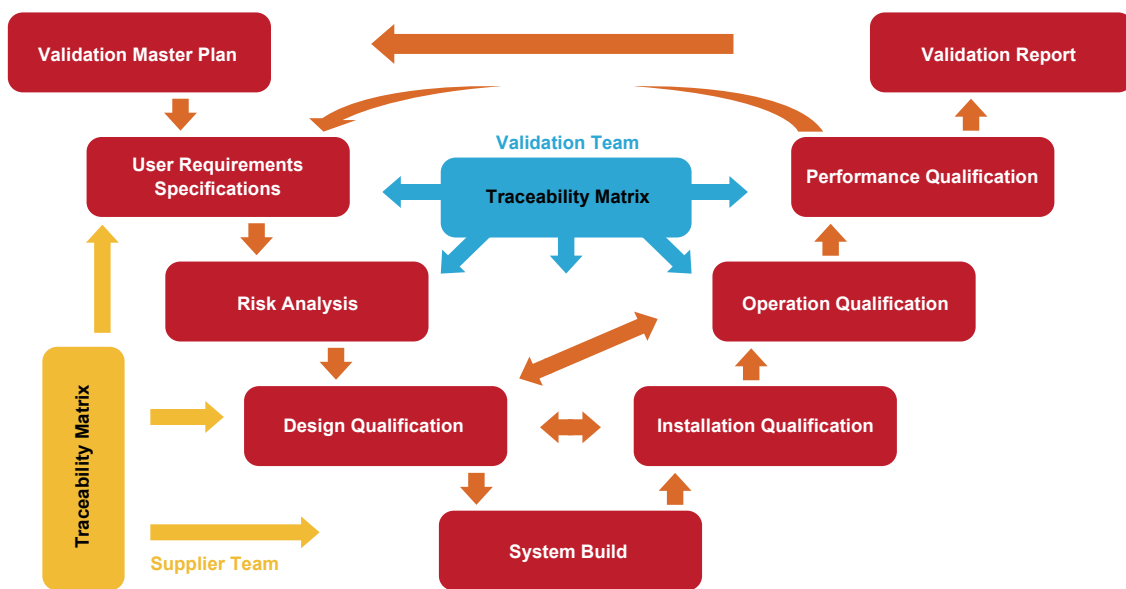 Validation Master Plan
Validation Report
Validation Team
User Requirements
Specifications
Traceability Matrix
Performance Qualification
Risk Analysis
Operation Qualification
Traceability Matrix
Design Qualification
Installation Qualification
System Build
Supplier Team